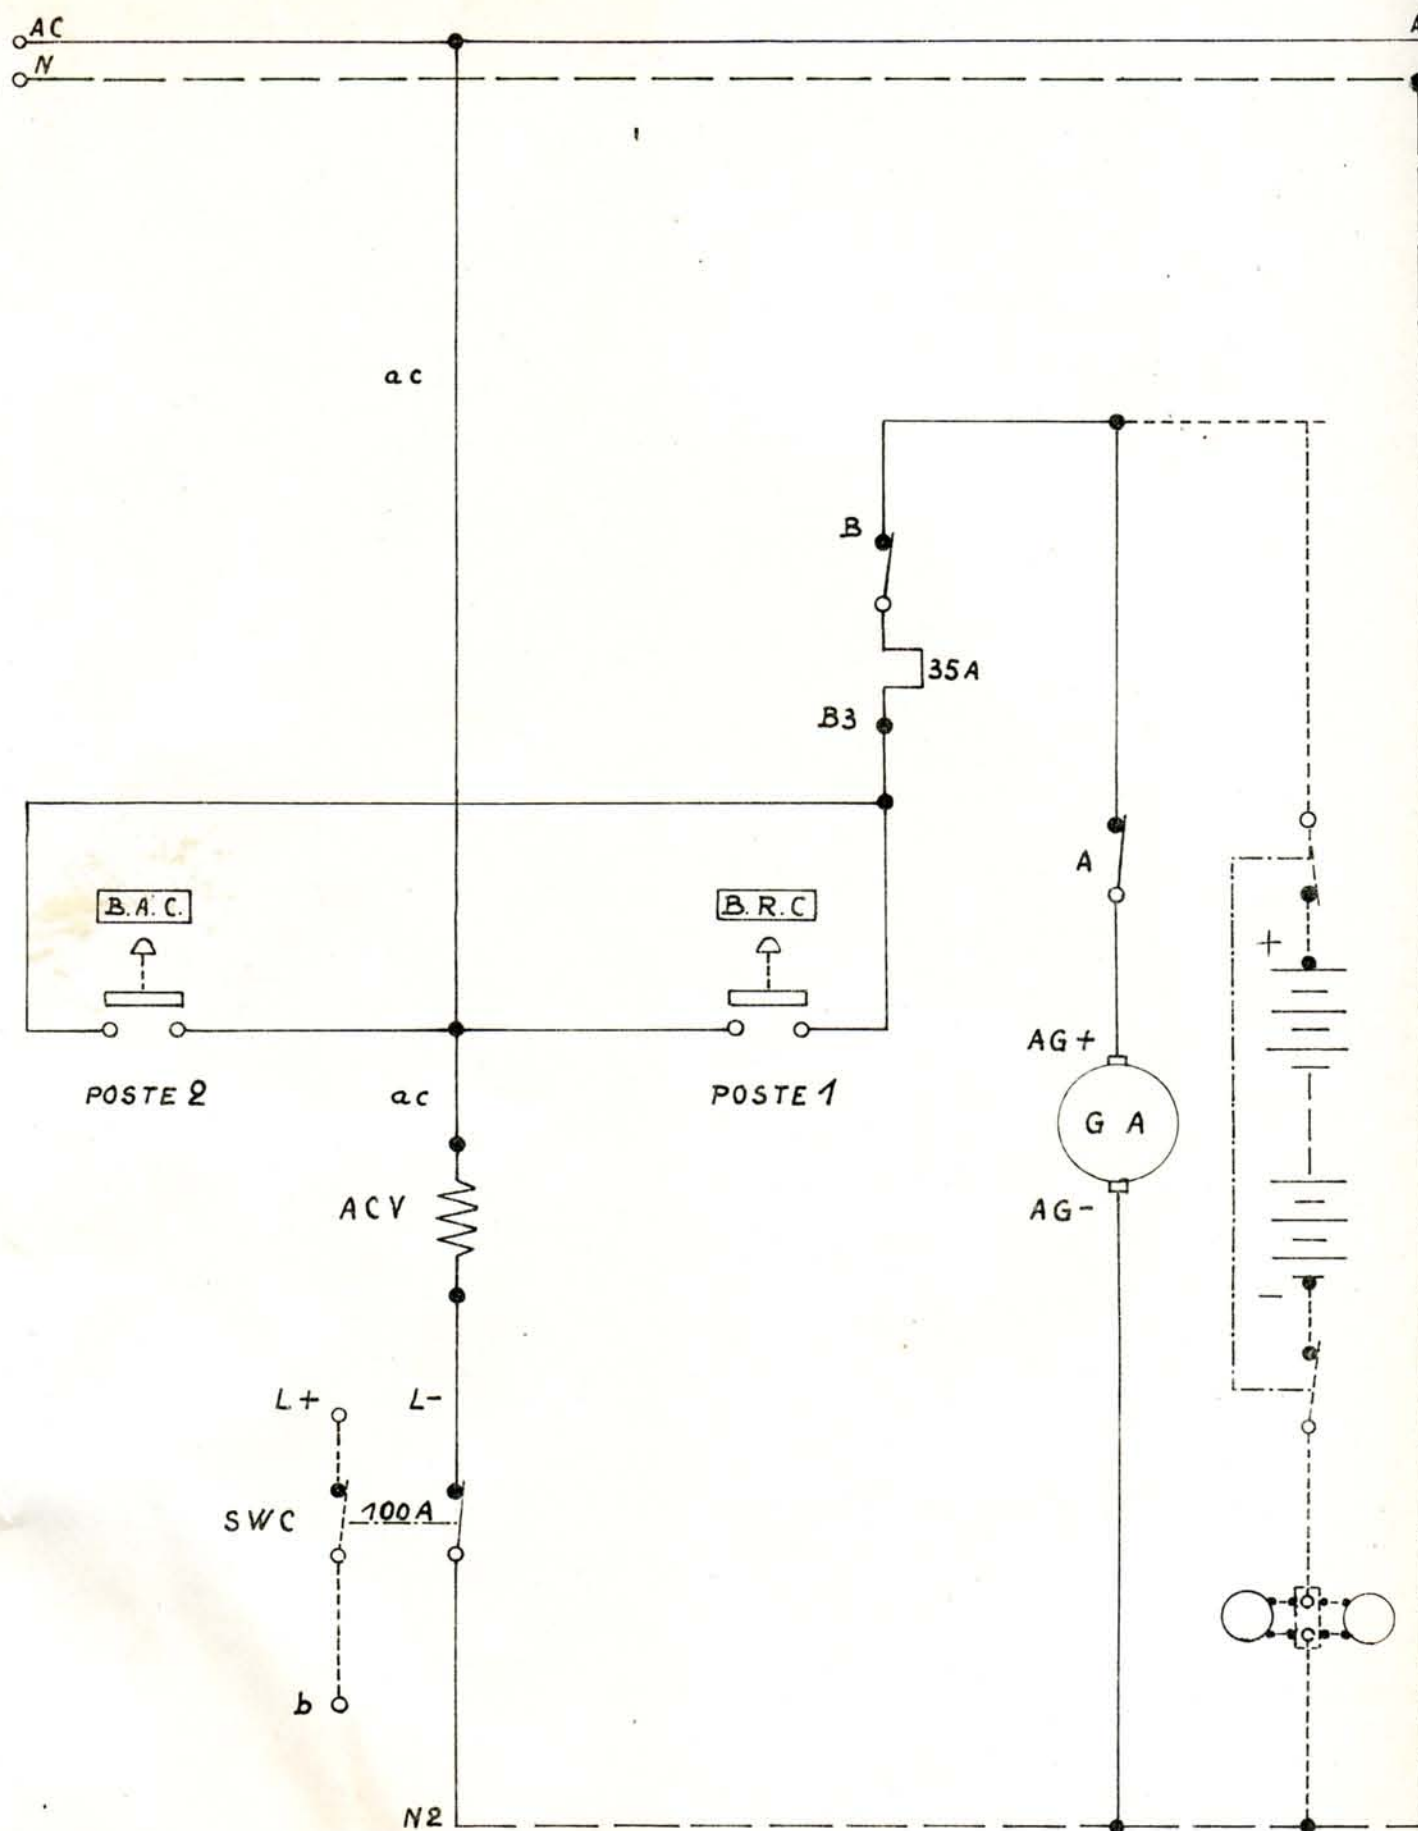 AC
N
ac
B
35A
B3
A
B.A.C.
B.R.C
+
AG+
POSTE 2
ac
POSTE 1
G A
ACV
AG-
-
L+
L-
SWC
100A
b
N2